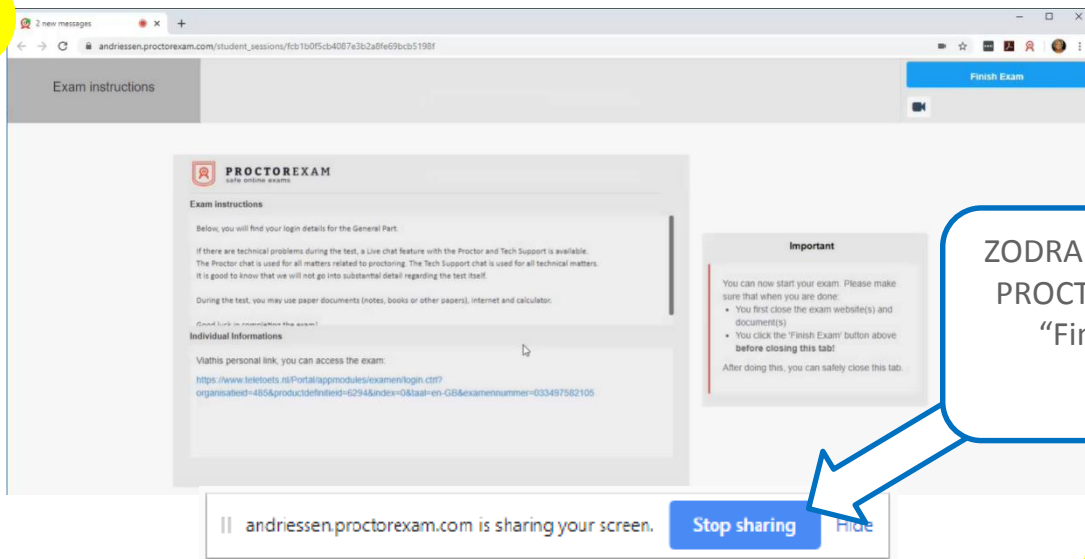 2 new messages
andriessen.proctorexam.com/student_sessions/fcb1b0f5cb4087e3b2a8fe69bcb5198f
Exam instructions
Finish Exam
PROCTOREXAM
safe online exams
Exam instructions
Below, you will find your login details for the General Part.
If there are technical problems during the test, a Live chat feature with the Proctor and Tech Support is available.
The Proctor chat is used for all matters related to proctoring. The Tech Support chat is used for all technical matters.
It is good to know that we will not go into substantial detail regarding the test itself.
During the test, you may use paper documents (notes, books or other papers), internet and calculator.
Good luck in completing the exam!
Individual Informations
Viathis personal link, you can access the exam:
https://www.teletoets.nl/Portal/appmodules/examen/login.ctrl?
organisatieid=485&productdefinitieid=6294&index=0&taal=en-GB&examennummer=033497582105
Important
You can now start your exam. Please make
sure that when you are done:
• You first close the exam website(s) and
document(s)
• You click the 'Finish Exam' button above
before closing this tab!
After doing this, you can safely close this tab.
ZODRA
PROCT
“Fin
andriessen.proctorexam.com is sharing your screen.
Stop sharing
Hide